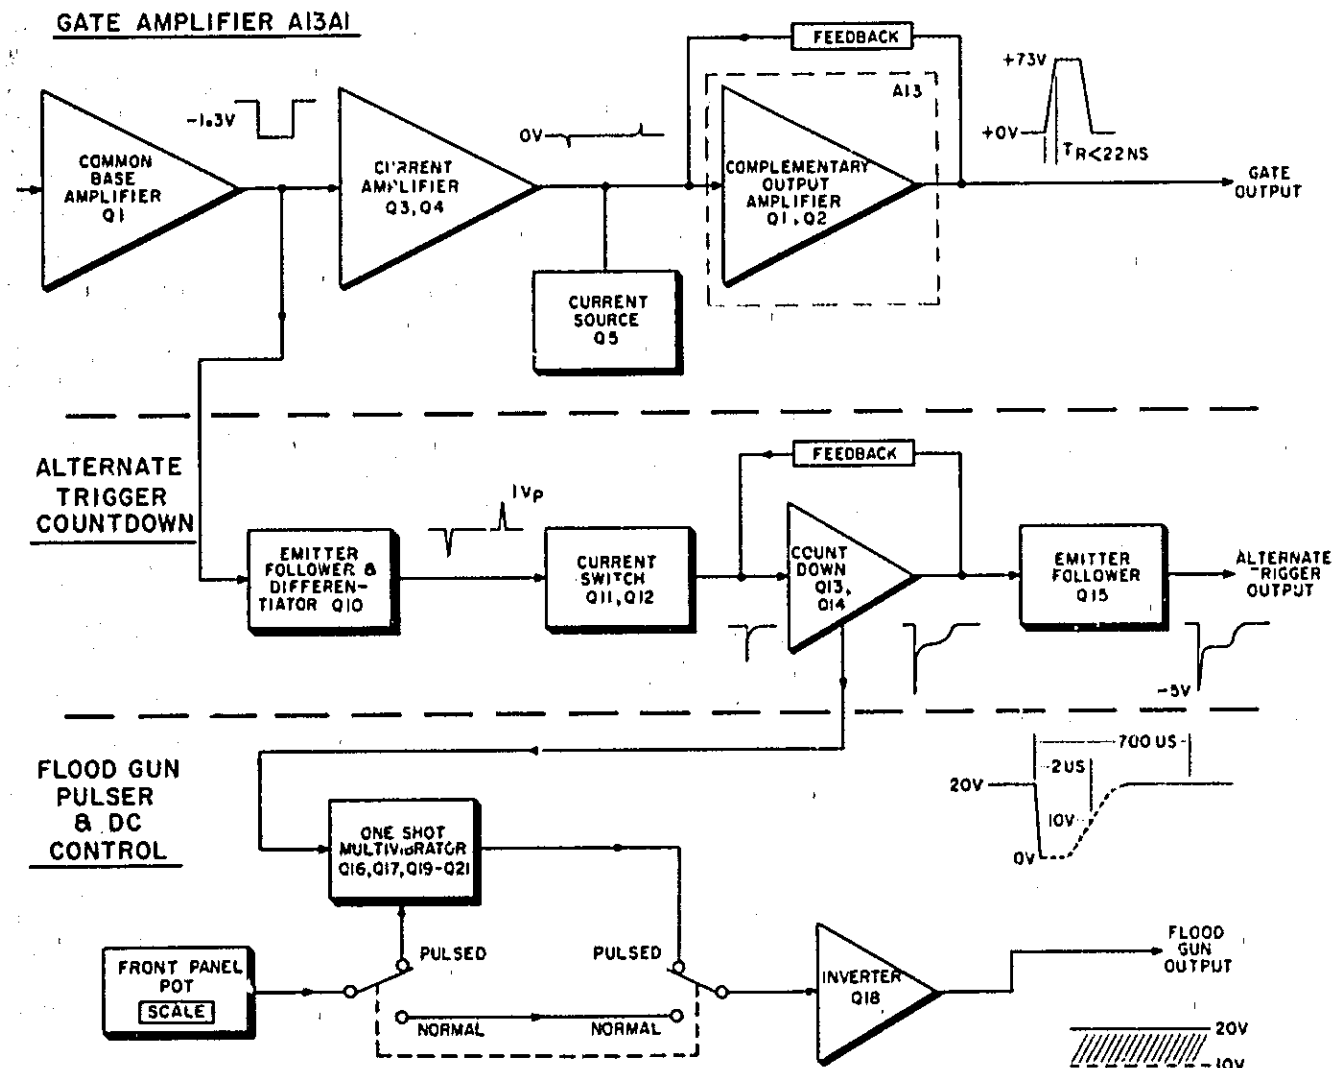 GATE AMPLIFIER A13A1
FEEDBACK
+73V
A13
-1.3V
0V
+0V
TR<22NS
COMMON
BASE
AMPLIFIER
Q1
CURRENT
AMPLIFIER
Q3,Q4
COMPLEMENTARY
OUTPUT
AMPLIFIER
Q1,Q2
GATE
OUTPUT
CURRENT
SOURCE
Q5
ALTERNATE
TRIGGER
COUNTDOWN
FEEDBACK
1Vp
EMITTER
FOLLOWER &
DIFFEREN-
TIATOR Q10
CURRENT
SWITCH
Q11,Q12
COUNT
DOWN
Q13,
Q14
EMITTER
FOLLOWER
Q15
ALTERNATE
TRIGGER
OUTPUT
-5V
FLOOD GUN
PULSER
& DC
CONTROL
700 US
2US
20V
10V
0V
ONE SHOT
MULTIVIBRATOR
Q16,Q17,Q19-Q21
PULSED
PULSED
FLOOD
GUN
OUTPUT
FRONT PANEL
POT
SCALE
INVERTER
Q18
NORMAL
NORMAL
20V
10V